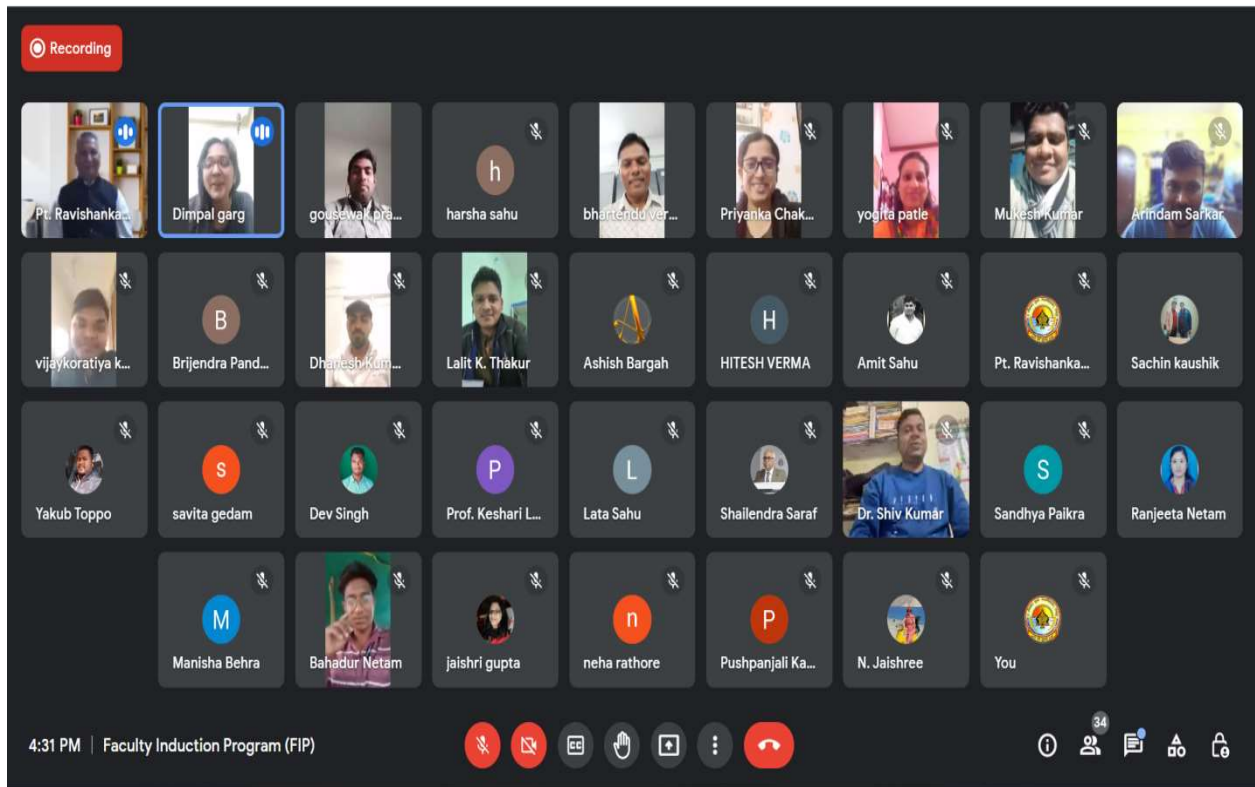 Recording
Pt. Ravishanka...
Dimpal garg
gousewak pra...
h
harsha sahu
bhartendu ver...
Priyanka Chak...
yogita patle
Mukesh Kumar
Arindam Sarkar
vijaykoratiya k...
B
Brijendra Pand...
Dhanesh Kum...
Lalit K. Thakur
Ashish Bargah
H
HITESH VERMA
Amit Sahu
Pt. Ravishanka...
Sachin kaushik
Yakub Toppo
s
savita gedam
Dev Singh
P
Prof. Keshari L...
L
Lata Sahu
Shailendra Saraf
Dr. Shiv Kumar
S
Sandhya Paikra
Ranjeeta Netam
M
Manisha Behra
Bahadur Netam
jaishri gupta
n
neha rathore
P
Pushpanjali Ka...
N. Jaishree
You
4:31 PM | Faculty Induction Program (FIP)
CC
34